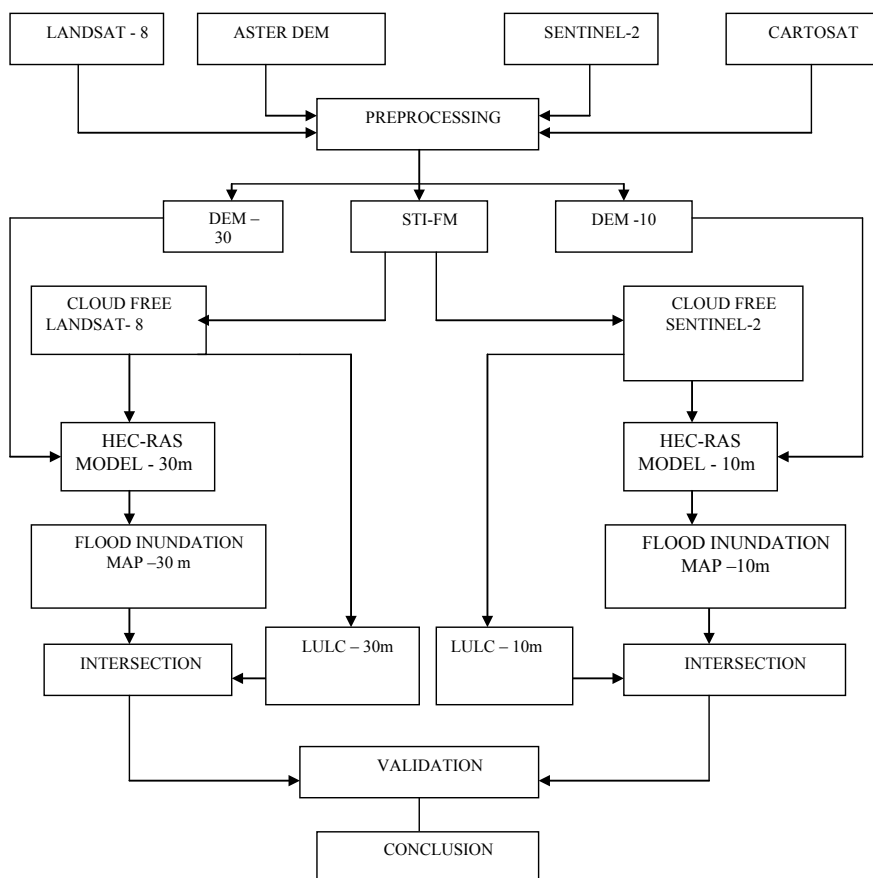 LANDSAT - 8
ASTER DEM
SENTINEL-2
CARTOSAT
PREPROCESSING
DEM –
30
STI-FM
DEM -10
CLOUD FREE
LANDSAT- 8
CLOUD FREE
SENTINEL-2
HEC-RAS
MODEL - 30m
HEC-RAS
MODEL - 10m
FLOOD INUNDATION
MAP –30 m
FLOOD INUNDATION
MAP –10m
LULC – 30m
LULC – 10m
INTERSECTION
INTERSECTION
VALIDATION
CONCLUSION